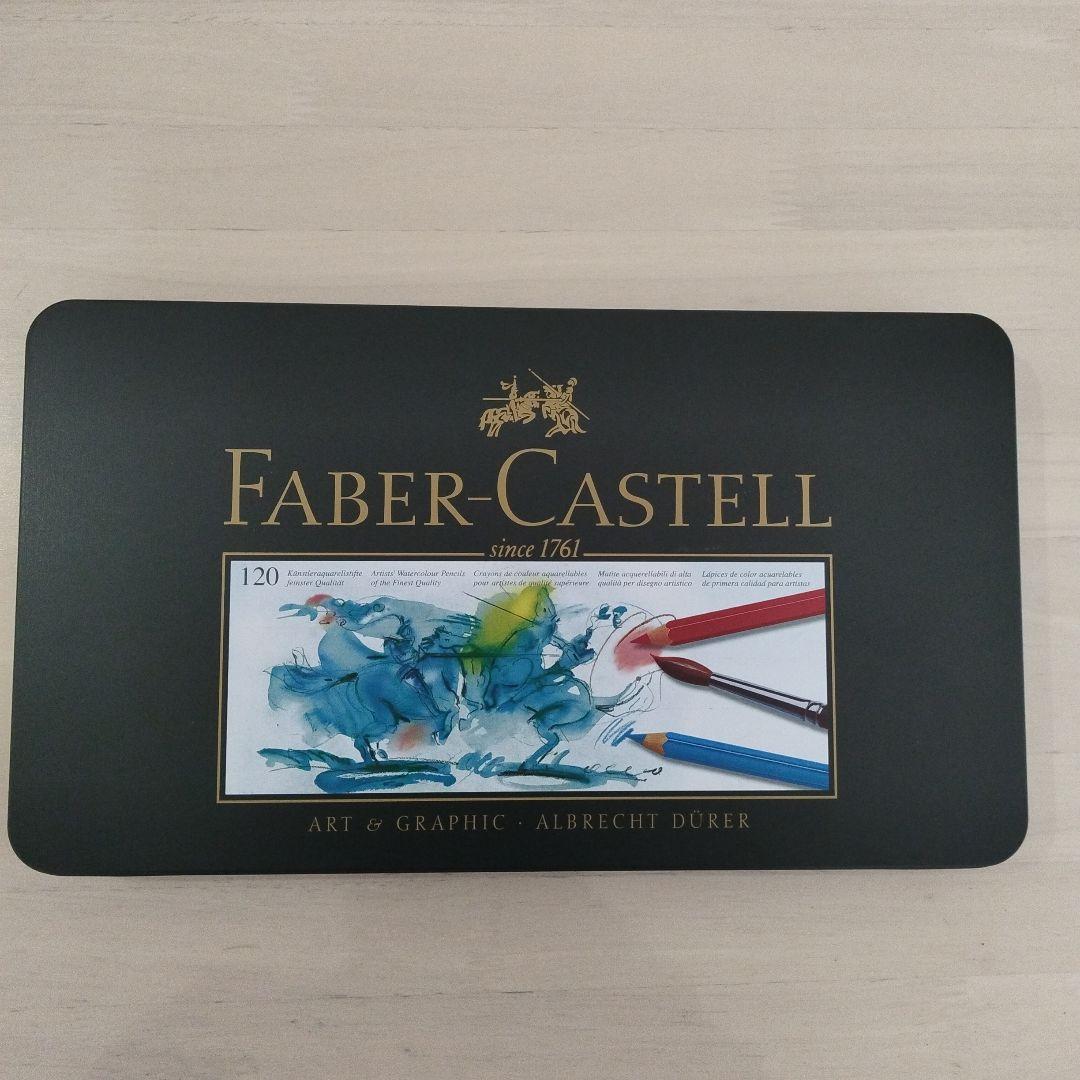 FABER-CASTELL
since 1761
120 Künstleraquarellstifte feinster Qualität
Artists' Watercolour Pencils of the Finest Quality
Crayons de couleur aquarellables pour artistes de qualité supérieure
Matite acquerellabili di alta qualità per disegno artistico
Lápices de color acuarelables de primera calidad para artistas
ART & GRAPHIC · ALBRECHT DÜRER